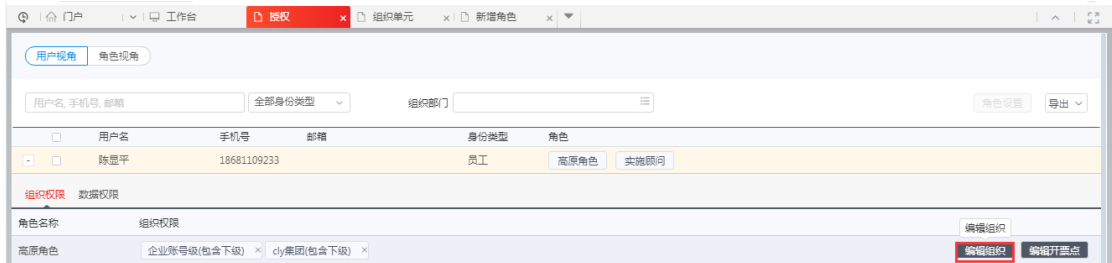 门户 工作台 授权 × 组织单元 × 新增角色 ×
用户视角 角色视角
用户名, 手机号, 邮箱 全部身份类型 组织部门 角色设置 导出
用户名 手机号 邮箱 身份类型 角色
陈显平 18681109233 员工 高原角色 实施顾问
组织权限 数据权限
角色名称 组织权限
编辑组织
高原角色 企业账号级(包含下级) × cly集团(包含下级) × 编辑组织 编辑开票点